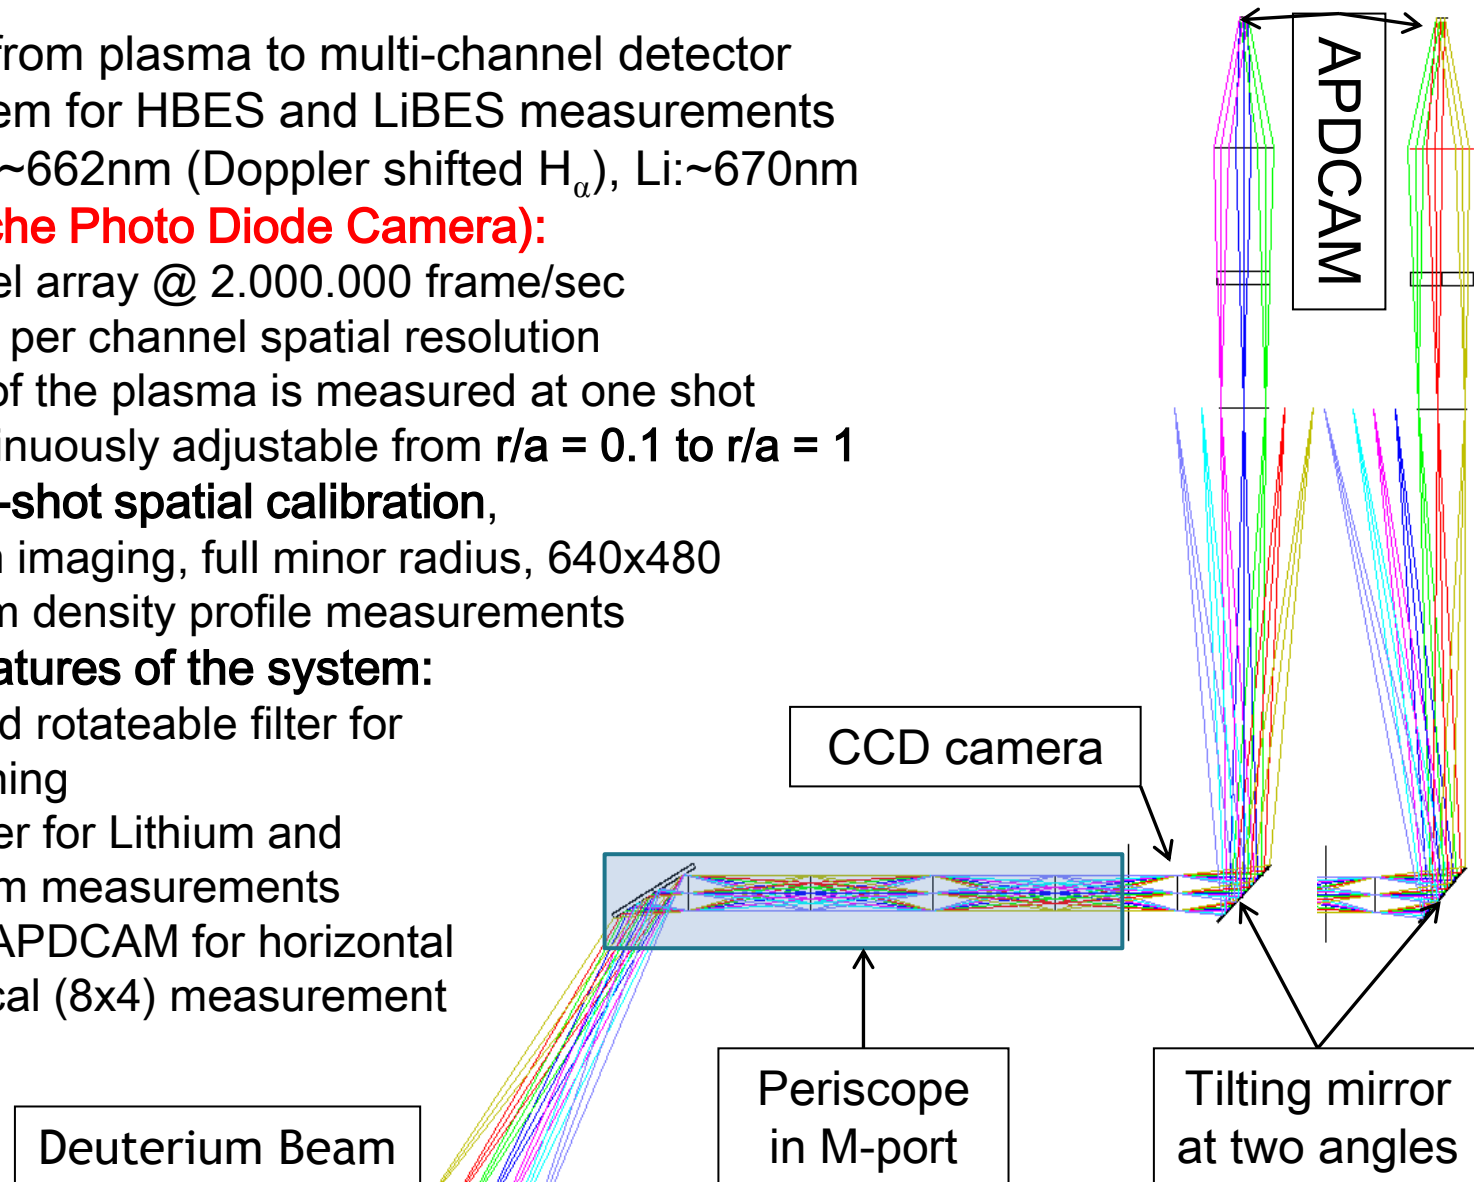 from plasma to multi-channel detector
em for HBES and LiBES measurements
~662nm (Doppler shifted Hα), Li:~670nm
che Photo Diode Camera):
el array @ 2.000.000 frame/sec
per channel spatial resolution
of the plasma is measured at one shot
inuously adjustable from r/a = 0.1 to r/a = 1
-shot spatial calibration,
n imaging, full minor radius, 640x480
m density profile measurements
atures of the system:
d rotateable filter for
ning
er for Lithium and
m measurements
APDCAM for horizontal
cal (8x4) measurement
APDCAM
CCD camera
Periscope
in M-port
Tilting mirror
at two angles
Deuterium Beam